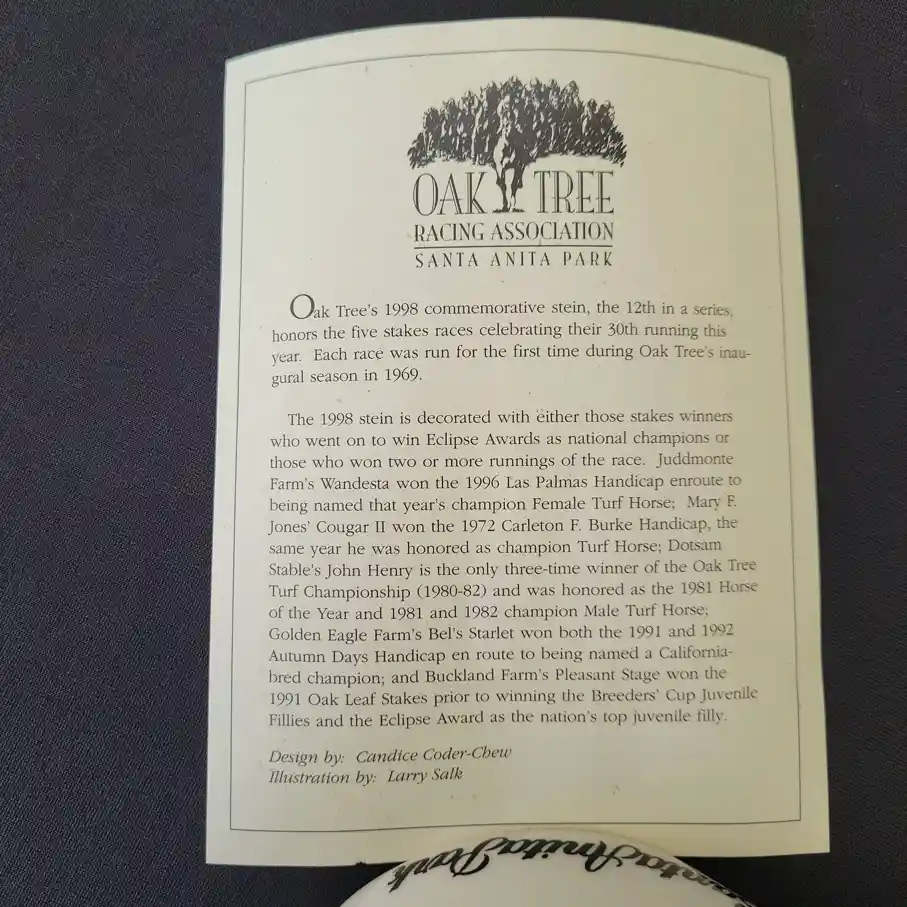 OAK TREE
RACING ASSOCIATION
SANTA ANITA PARK
Oak Tree's 1998 commemorative stein, the 12th in a series,
honors the five stakes races celebrating their 30th running this
year. Each race was run for the first time during Oak Tree's inau-
gural season in 1969.
The 1998 stein is decorated with either those stakes winners
who went on to win Eclipse Awards as national champions or
those who won two or more runnings of the race. Juddmonte
Farm's Wandesta won the 1996 Las Palmas Handicap enroute to
being named that year's champion Female Turf Horse; Mary F.
Jones' Cougar II won the 1972 Carleton F. Burke Handicap, the
same year he was honored as champion Turf Horse; Dotsam
Stable's John Henry is the only three-time winner of the Oak Tree
Turf Championship (1980-82) and was honored as the 1981 Horse
of the Year and 1981 and 1982 champion Male Turf Horse;
Golden Eagle Farm's Bel's Starlet won both the 1991 and 1992
Autumn Days Handicap en route to being named a California-
bred champion; and Buckland Farm's Pleasant Stage won the
1991 Oak Leaf Stakes prior to winning the Breeders' Cup Juvenile
Fillies and the Eclipse Award as the nation's top juvenile filly.
Design by: Candice Coder-Chew
Illustration by: Larry Salk
Santa Anita Park